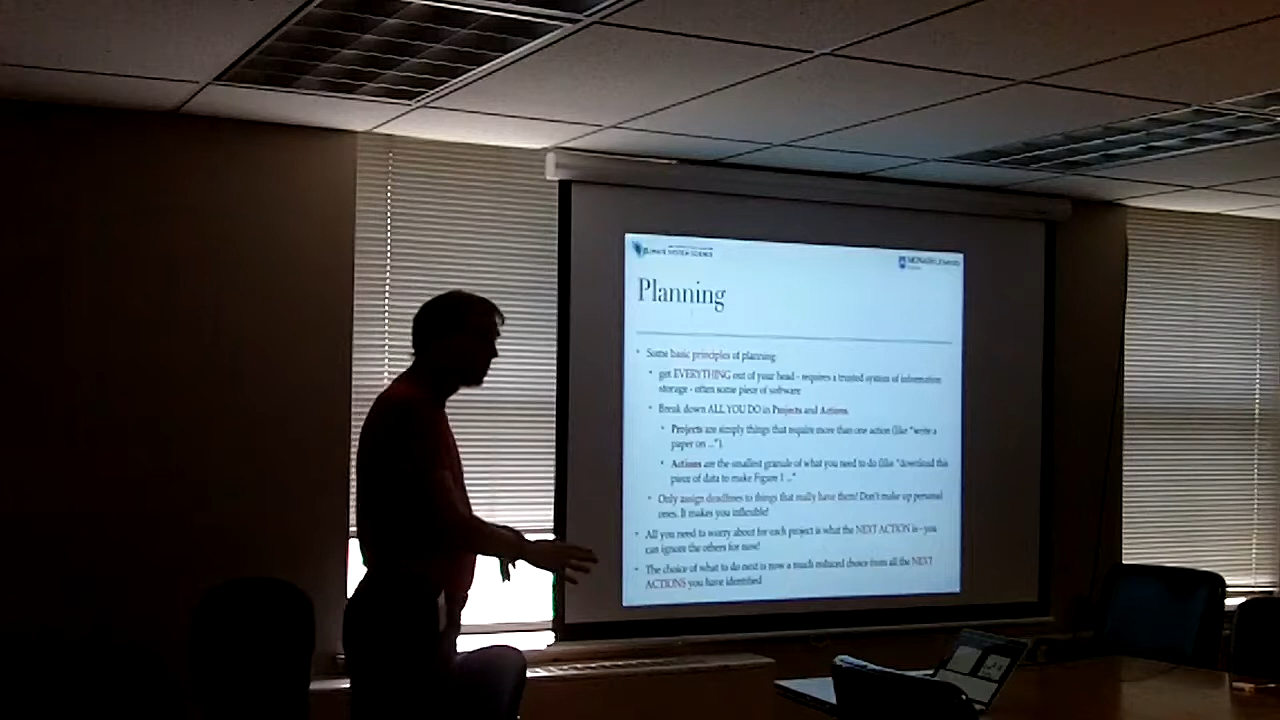 CLIMATE SYSTEM SCIENCE
MONASH University
Planning
• Some basic principles of planning:
• get EVERYTHING out of your head - requires a trusted system of information
storage - often some piece of software
• Break down ALL YOU DO in Projects and Actions.
• Projects are simply things that require more than one action (like "write a
paper on ...")
• Actions are the smallest granule of what you need to do (like "download this
piece of data to make Figure 1 ..."
• Only assign deadlines to things that really have them! Don't make up personal
ones. It makes you inflexible!
• All you need to worry about for each project is what the NEXT ACTION is - you
can ignore the others for now!
• The choice of what to do next is now a much reduced choice from all the NEXT
ACTIONS you have identified